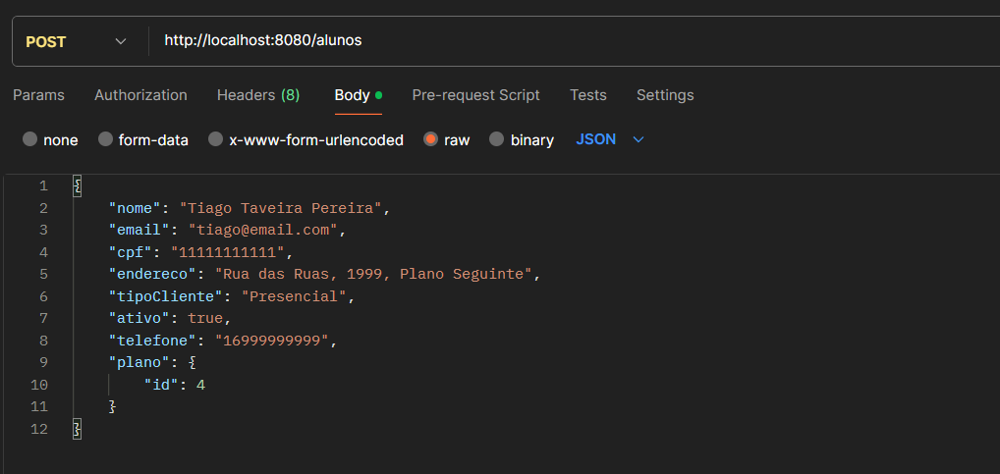 POST http://localhost:8080/alunos
Params Authorization Headers (8) Body Pre-request Script Tests Settings
none form-data x-www-form-urlencoded raw binary JSON
1 {
2 "nome": "Tiago Taveira Pereira",
3 "email": "tiago@email.com",
4 "cpf": "11111111111",
5 "endereco": "Rua das Ruas, 1999, Plano Seguinte",
6 "tipoCliente": "Presencial",
7 "ativo": true,
8 "telefone": "16999999999",
9 "plano": {
10 "id": 4
11 }
12 }